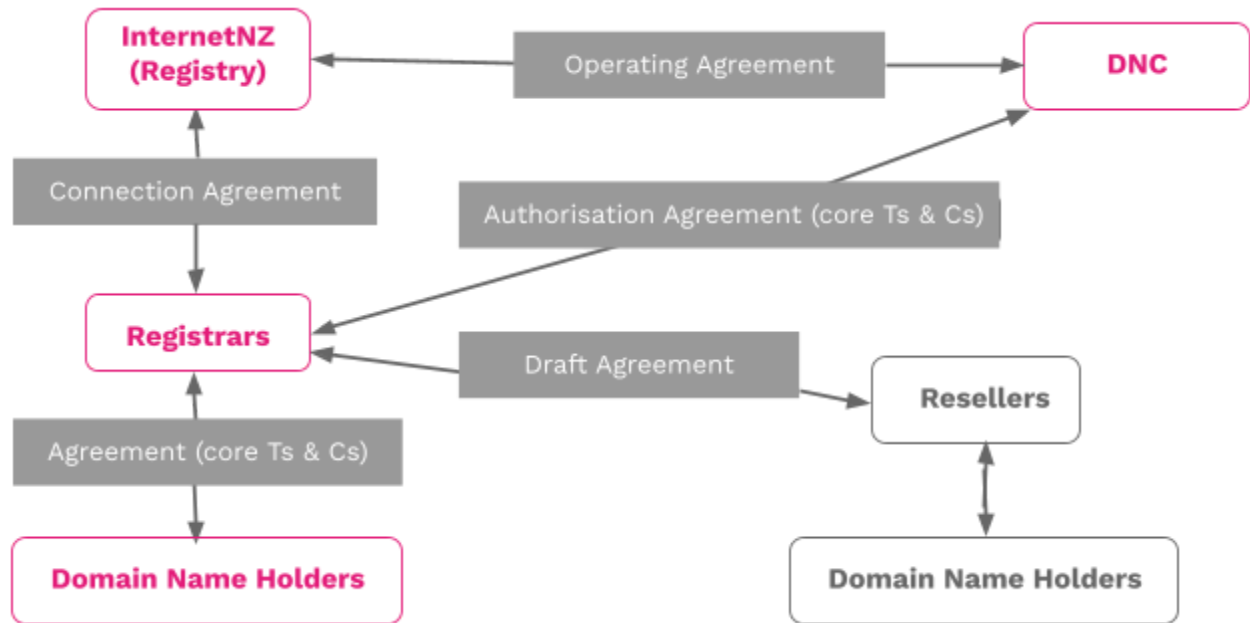 InternetNZ
(Registry)
Operating Agreement
DNC
Connection Agreement
Authorisation Agreement (core Ts & Cs)
Registrars
Draft Agreement
Resellers
Agreement (core Ts & Cs)
Domain Name Holders
Domain Name Holders